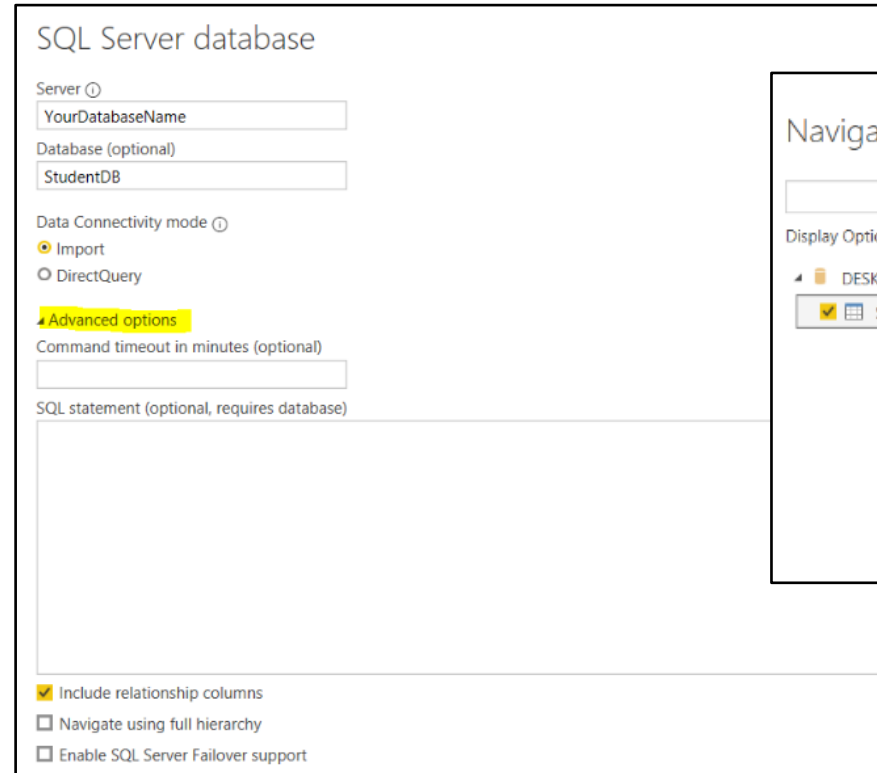 SQL Server database
Server
YourDatabaseName
Database (optional)
StudentDB
Data Connectivity mode
Import
DirectQuery
Advanced options
Command timeout in minutes (optional)
SQL statement (optional, requires database)
Include relationship columns
Navigate using full hierarchy
Enable SQL Server Failover support
Naviga
Display Opti
DESK